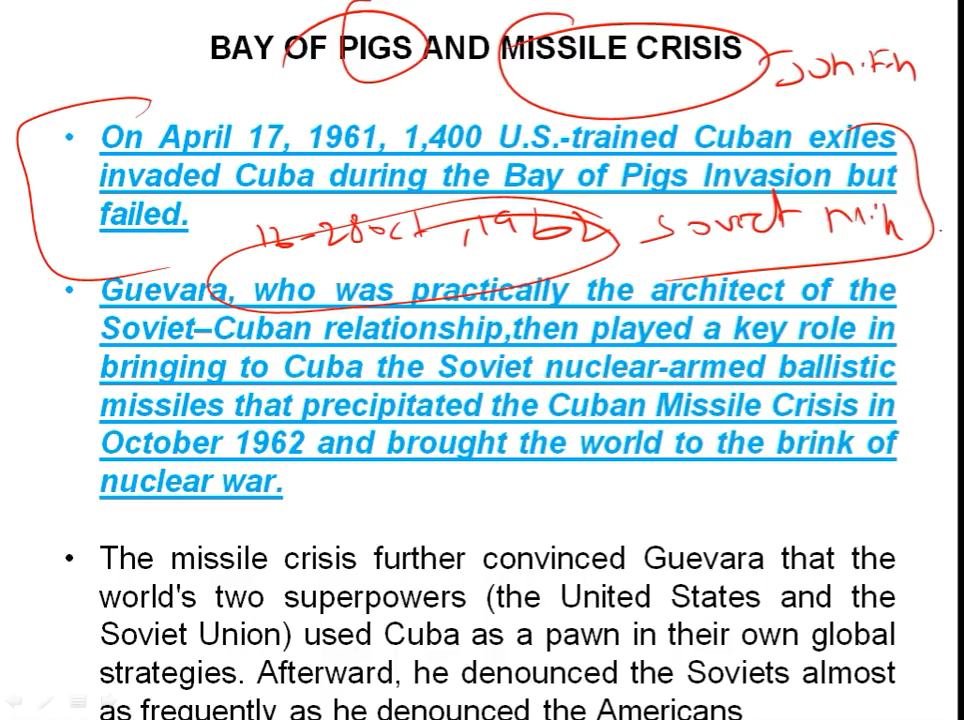 BAY OF PIGS AND MISSILE CRISIS
John.F.h
• On April 17, 1961, 1,400 U.S.-trained Cuban exiles
invaded Cuba during the Bay of Pigs Invasion but
failed.
28 oct, 1962 Soviet
• Guevara, who was practically the architect of the
Soviet–Cuban relationship,then played a key role in
bringing to Cuba the Soviet nuclear-armed ballistic
missiles that precipitated the Cuban Missile Crisis in
October 1962 and brought the world to the brink of
nuclear war.
• The missile crisis further convinced Guevara that the
world's two superpowers (the United States and the
Soviet Union) used Cuba as a pawn in their own global
strategies. Afterward, he denounced the Soviets almost
as frequently as he denounced the Americans